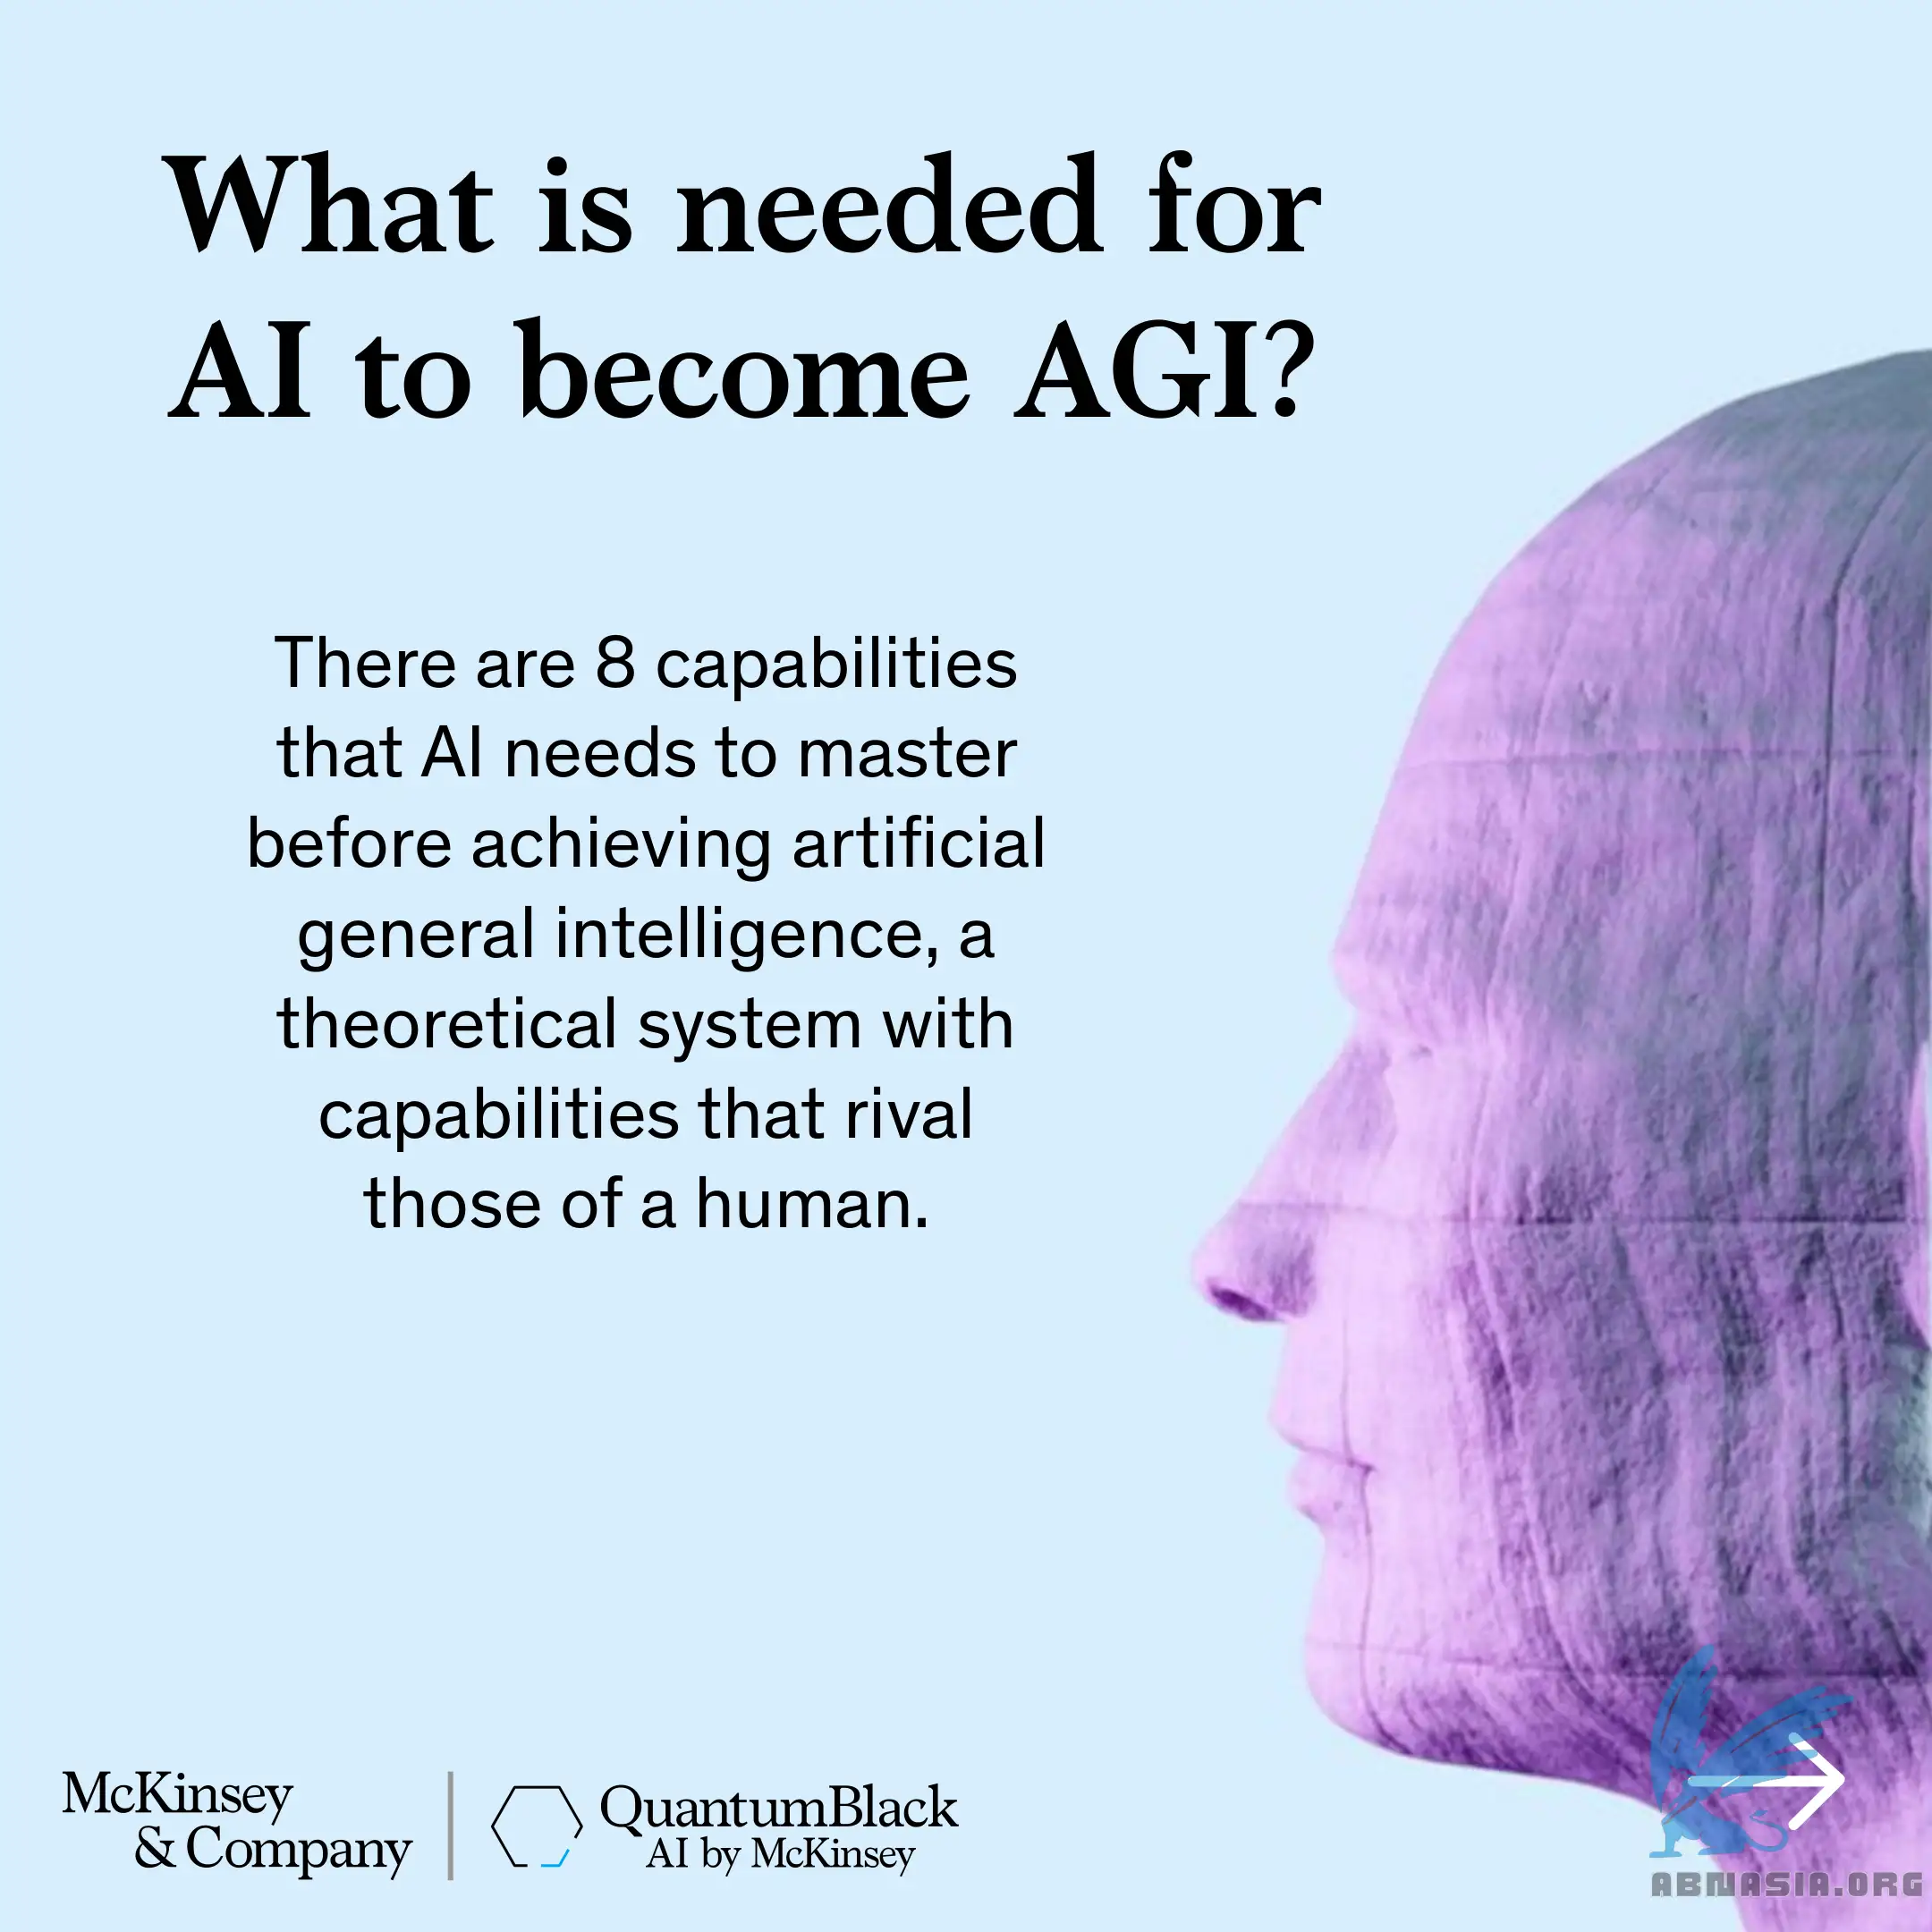 What is needed for
AI to become AGI?
There are 8 capabilities
that AI needs to master
before achieving artificial
general intelligence, a
theoretical system with
capabilities that rival
those of a human.
McKinsey
& Company
QuantumBlack
AI by McKinsey
ABNASIA.ORG